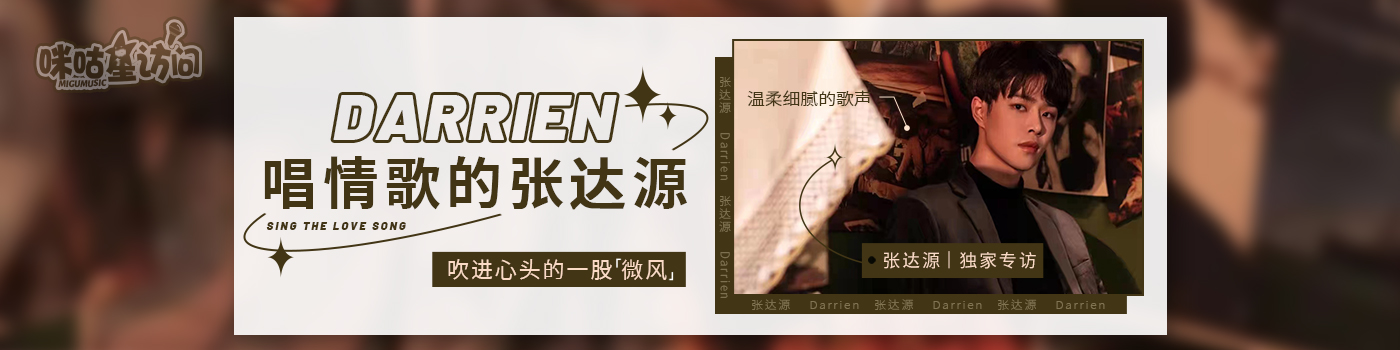 咪咕星访问
MIGUMUSIC
DARRIEN
唱情歌的张达源
SING THE LOVE SONG
吹进心头的一股「微风」
温柔细腻的歌声
张达源｜独家专访
张达源 Darrien 张达源 Darrien
张达源 Darrien 张达源 Darrien 张达源 Darrien